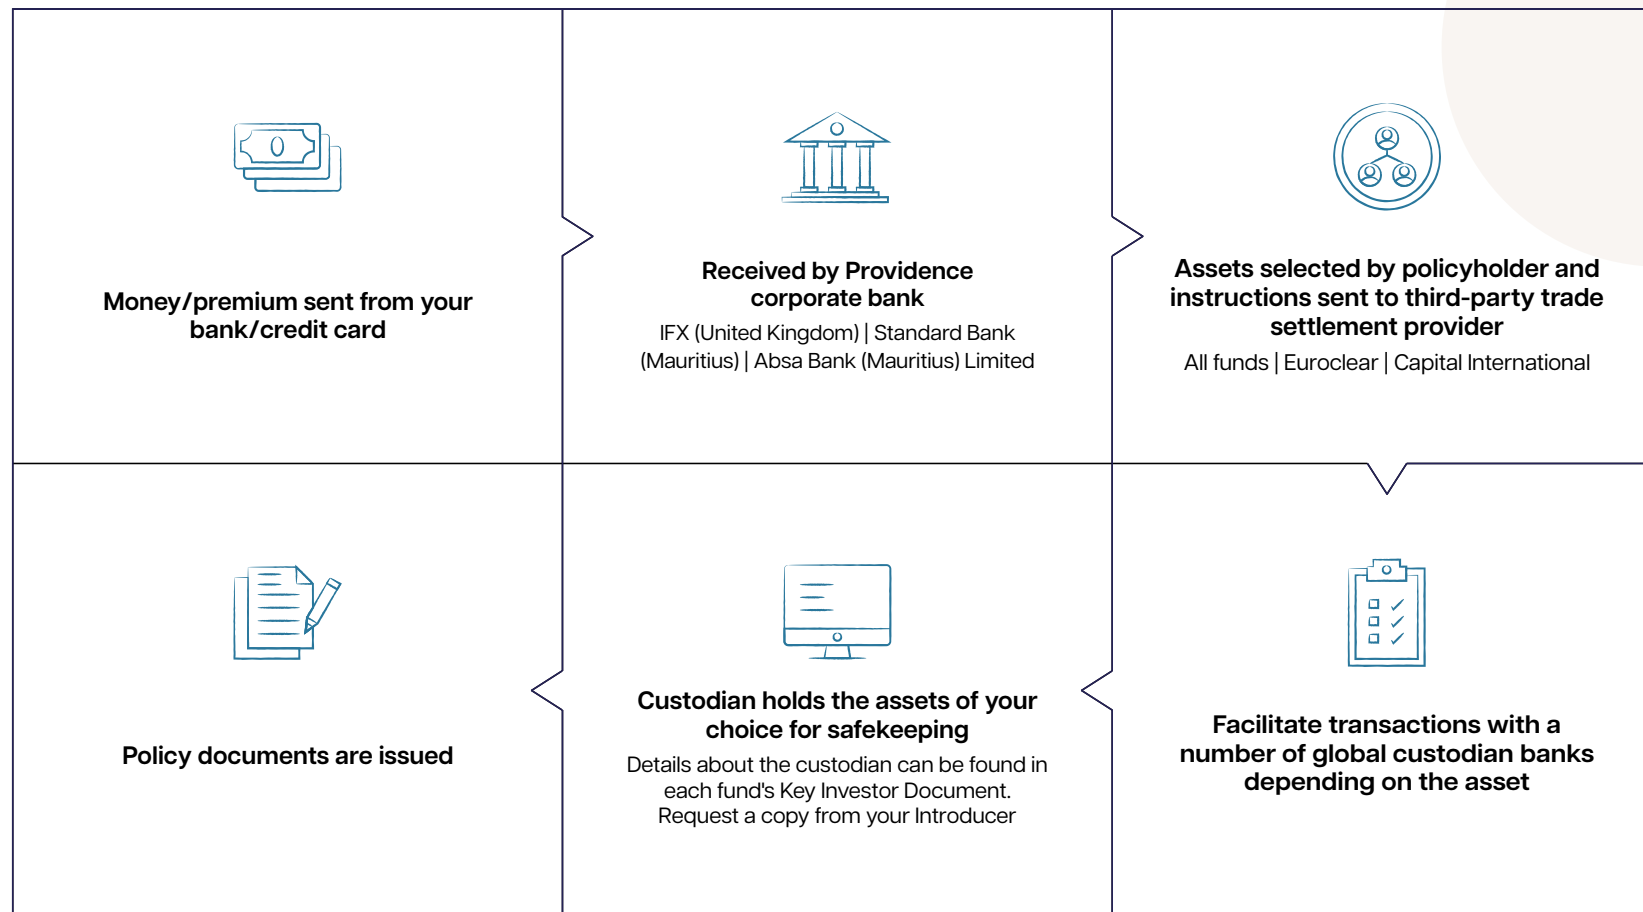 Money/premium sent from your
bank/credit card
Received by Providence
corporate bank
IFX (United Kingdom) | Standard Bank
(Mauritius) | Absa Bank (Mauritius) Limited
Assets selected by policyholder and
instructions sent to third-party trade
settlement provider
All funds | Euroclear | Capital International
Facilitate transactions with a
number of global custodian banks
depending on the asset
Custodian holds the assets of your
choice for safekeeping
Details about the custodian can be found in
each fund's Key Investor Document.
Request a copy from your Introducer
Policy documents are issued